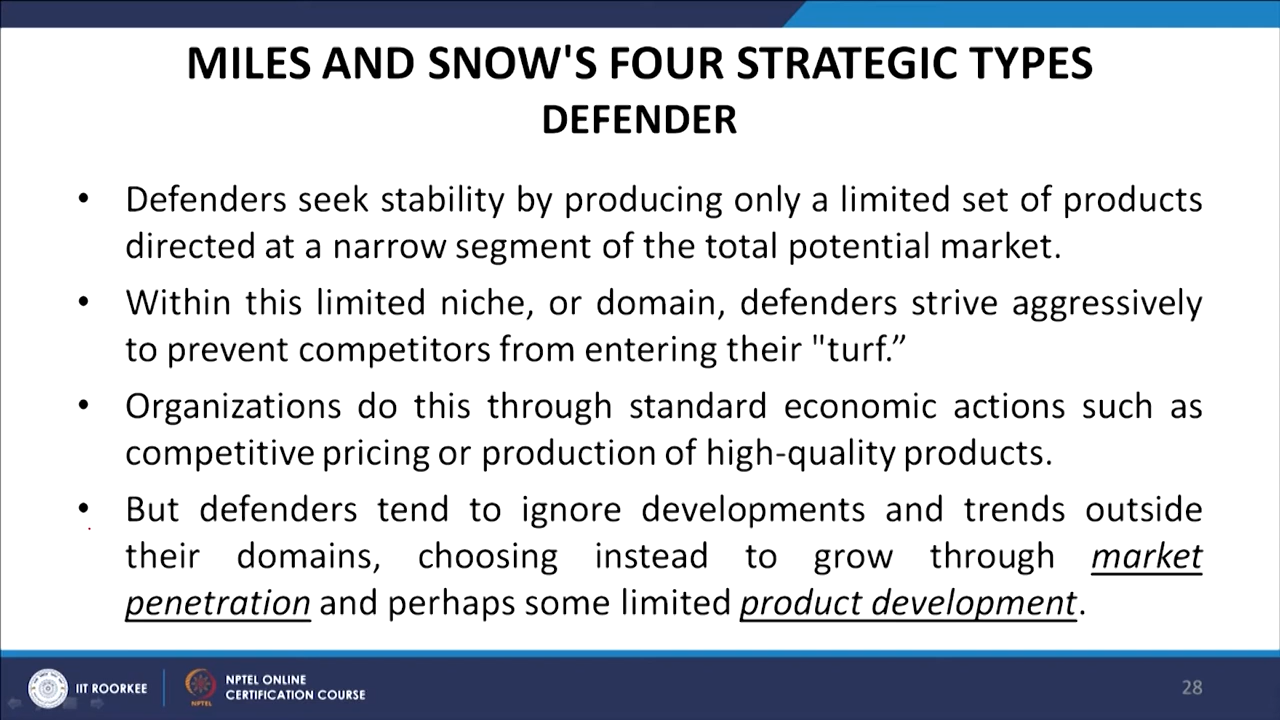 MILES AND SNOW'S FOUR STRATEGIC TYPES
DEFENDER
• Defenders seek stability by producing only a limited set of products
directed at a narrow segment of the total potential market.
• Within this limited niche, or domain, defenders strive aggressively
to prevent competitors from entering their "turf.”
• Organizations do this through standard economic actions such as
competitive pricing or production of high-quality products.
• But defenders tend to ignore developments and trends outside
their domains, choosing instead to grow through market
penetration and perhaps some limited product development.
IIT ROORKEE
NPTEL
NPTEL ONLINE
CERTIFICATION COURSE
28